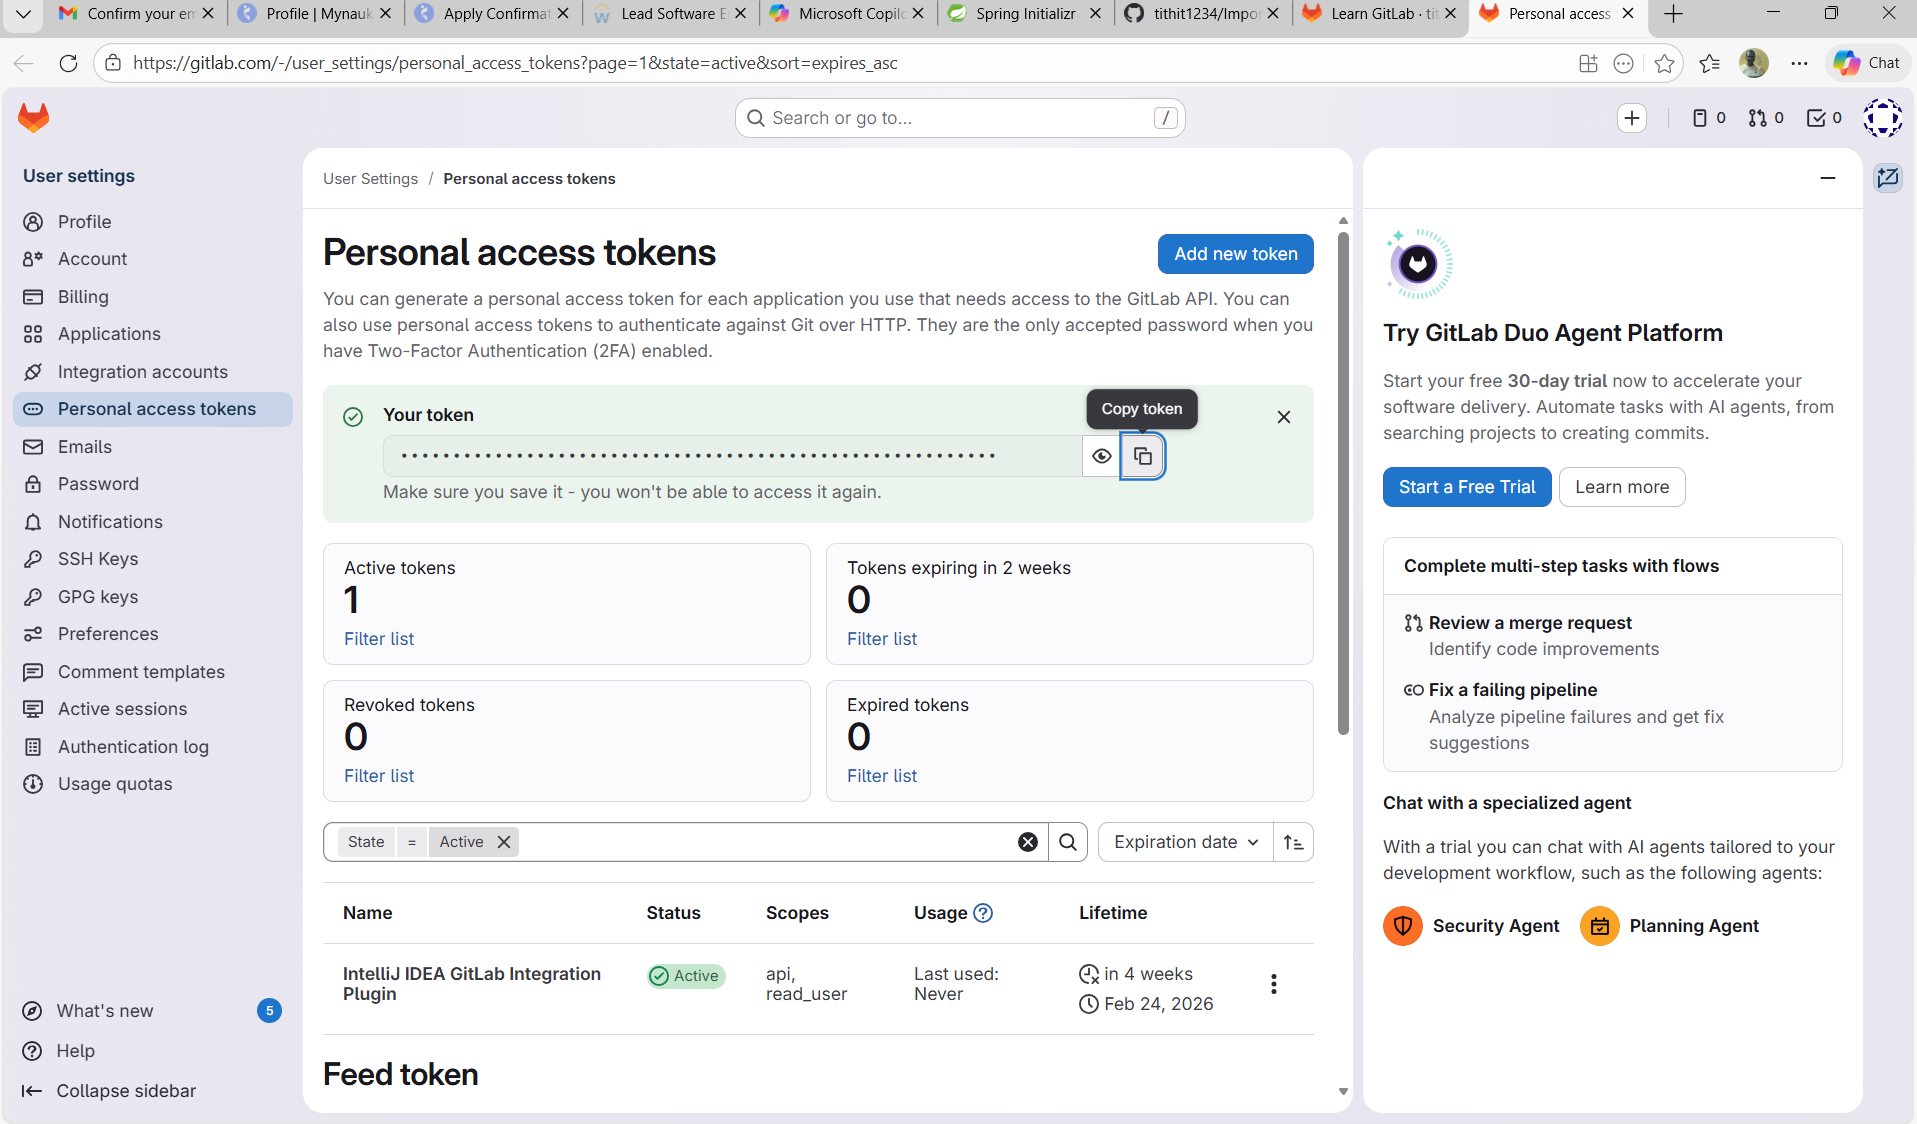 Confirm your en
Profile | Mynauk
Apply Confirmat
Lead Software E
Microsoft Copilo
Spring Initializr
tithit1234/Impo
Learn GitLab · tit
Personal access
https://gitlab.com/-/user_settings/personal_access_tokens?page=1&state=active&sort=expires_asc
Chat
Search or go to...
/
0
0
0
User settings
Profile
Account
Billing
Applications
Integration accounts
Personal access tokens
Emails
Password
Notifications
SSH Keys
GPG keys
Preferences
Comment templates
Active sessions
Authentication log
Usage quotas
What's new
5
Help
Collapse sidebar
User Settings / Personal access tokens
Personal access tokens
Add new token
You can generate a personal access token for each application you use that needs access to the GitLab API. You can
also use personal access tokens to authenticate against Git over HTTP. They are the only accepted password when you
have Two-Factor Authentication (2FA) enabled.
Your token
Copy token
Make sure you save it - you won't be able to access it again.
Active tokens
1
Filter list
Tokens expiring in 2 weeks
0
Filter list
Revoked tokens
0
Filter list
Expired tokens
0
Filter list
State = Active
Expiration date
Name Status Scopes Usage Lifetime
IntelliJ IDEA GitLab Integration
Plugin
Active
api,
read_user
Last used:
Never
in 4 weeks
Feb 24, 2026
Feed token
Try GitLab Duo Agent Platform
Start your free 30-day trial now to accelerate your
software delivery. Automate tasks with AI agents, from
searching projects to creating commits.
Start a Free Trial
Learn more
Complete multi-step tasks with flows
Review a merge request
Identify code improvements
Fix a failing pipeline
Analyze pipeline failures and get fix
suggestions
Chat with a specialized agent
With a trial you can chat with AI agents tailored to your
development workflow, such as the following agents:
Security Agent
Planning Agent